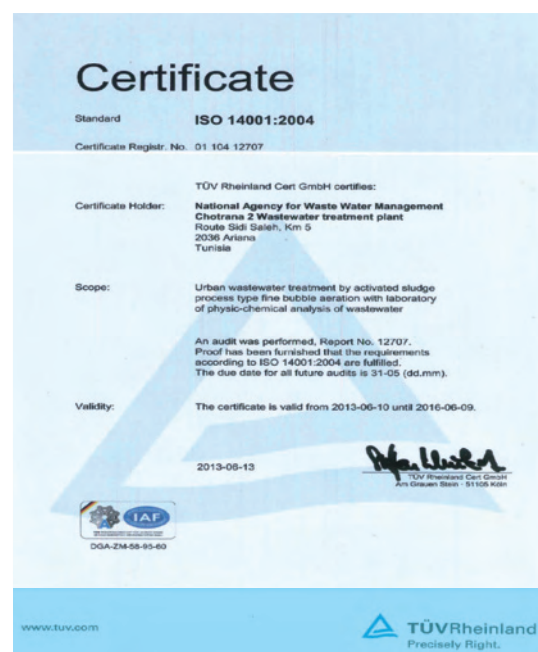 Certificate
Standard ISO 14001:2004
Certificate Registr. No. 01 104 12707
TÜV Rheinland Cert GmbH certifies:
Certificate Holder: National Agency for Waste Water Management
Chotrana 2 Wastewater treatment plant
Route Sidi Saleh, Km 5
2036 Ariana
Tunisia
Scope: Urban wastewater treatment by activated sludge
process type fine bubble aeration with laboratory
of physic-chemical analysis of wastewater
An audit was performed, Report No. 12707.
Proof has been furnished that the requirements
according to ISO 14001:2004 are fulfilled.
The due date for all future audits is 31-05 (dd.mm).
Validity: The certificate is valid from 2013-06-10 until 2016-06-09.
2013-06-13
TÜV Rheinland Cert GmbH
Am Grauen Stein - 51105 Köln
IAF
DGA-ZM-58-95-60
www.tuv.com
TÜVRheinland
Precisely Right.